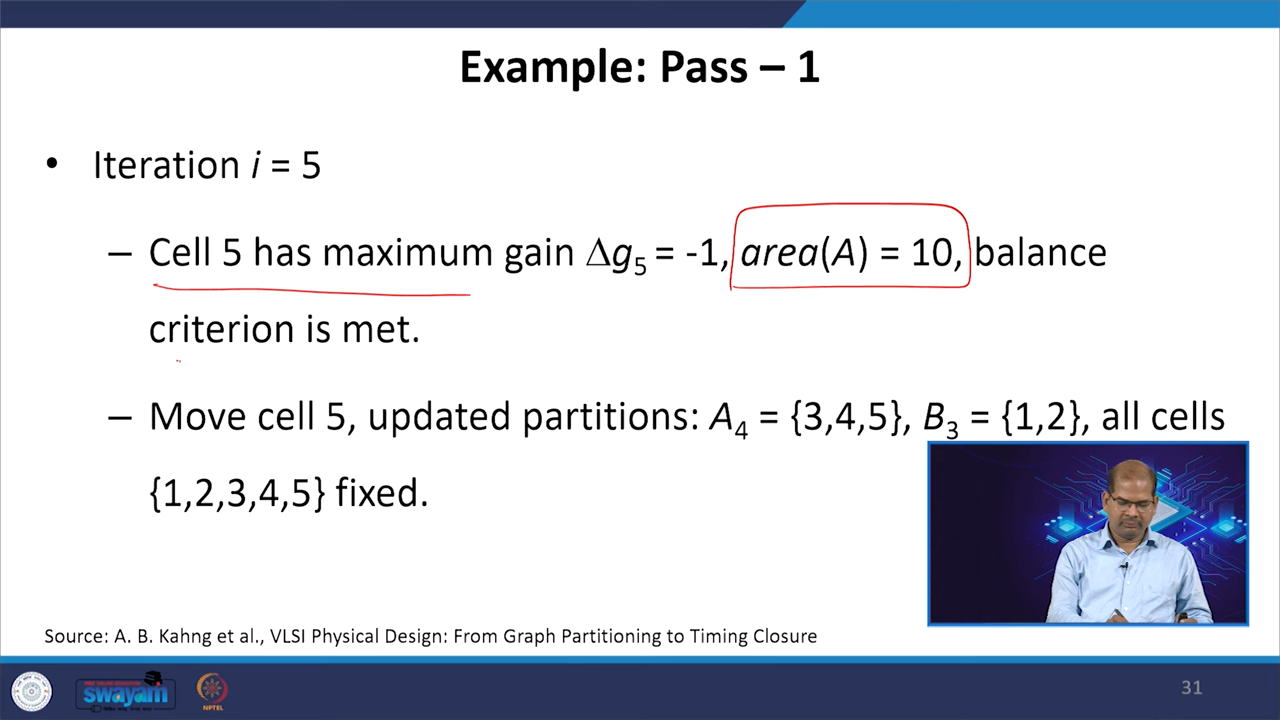 Example: Pass – 1
• Iteration i = 5
– Cell 5 has maximum gain Δg5 = -1, area(A) = 10, balance
criterion is met.
– Move cell 5, updated partitions: A4 = {3,4,5}, B3 = {1,2}, all cells
{1,2,3,4,5} fixed.
Source: A. B. Kahng et al., VLSI Physical Design: From Graph Partitioning to Timing Closure
swayam
NPTEL
31